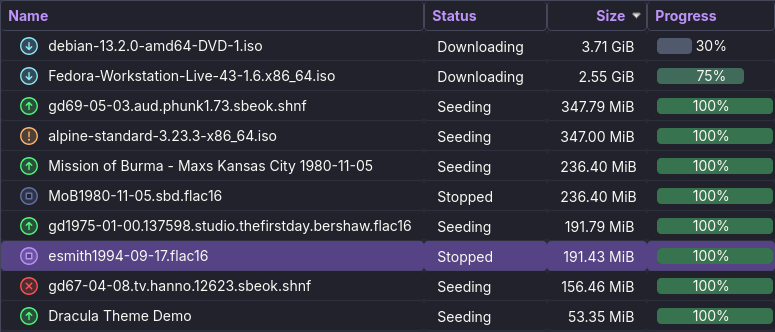 Name Status Size Progress
debian-13.2.0-amd64-DVD-1.iso Downloading 3.71 GiB 30%
Fedora-Workstation-Live-43-1.6.x86_64.iso Downloading 2.55 GiB 75%
gd69-05-03.aud.phunk1.73.sbeok.shnf Seeding 347.79 MiB 100%
alpine-standard-3.23.3-x86_64.iso Seeding 347.00 MiB 100%
Mission of Burma - Maxs Kansas City 1980-11-05 Seeding 236.40 MiB 100%
MoB1980-11-05.sbd.flac16 Stopped 236.40 MiB 100%
gd1975-01-00.137598.studio.thefirstday.bershaw.flac16 Seeding 191.79 MiB 100%
esmith1994-09-17.flac16 Stopped 191.43 MiB 100%
gd67-04-08.tv.hanno.12623.sbeok.shnf Seeding 156.46 MiB 100%
Dracula Theme Demo Seeding 53.35 MiB 100%